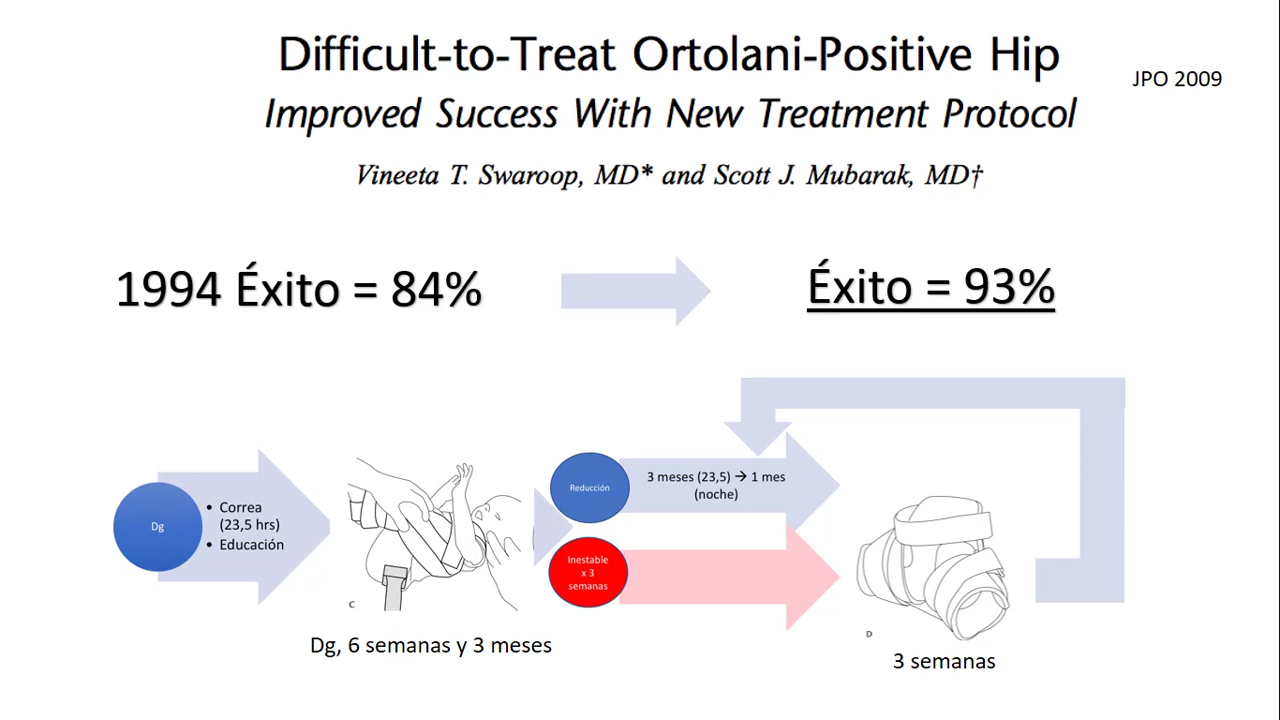 Difficult-to-Treat Ortolani-Positive Hip
JPO 2009
Improved Success With New Treatment Protocol
Vineeta T. Swaroop, MD* and Scott J. Mubarak, MD†
1994 Éxito = 84%
Éxito = 93%
Dg
• Correa
(23,5 hrs)
• Educación
C
Dg, 6 semanas y 3 meses
Reducción
3 meses (23,5) → 1 mes
(noche)
Inestable
x 3
semanas
D
3 semanas